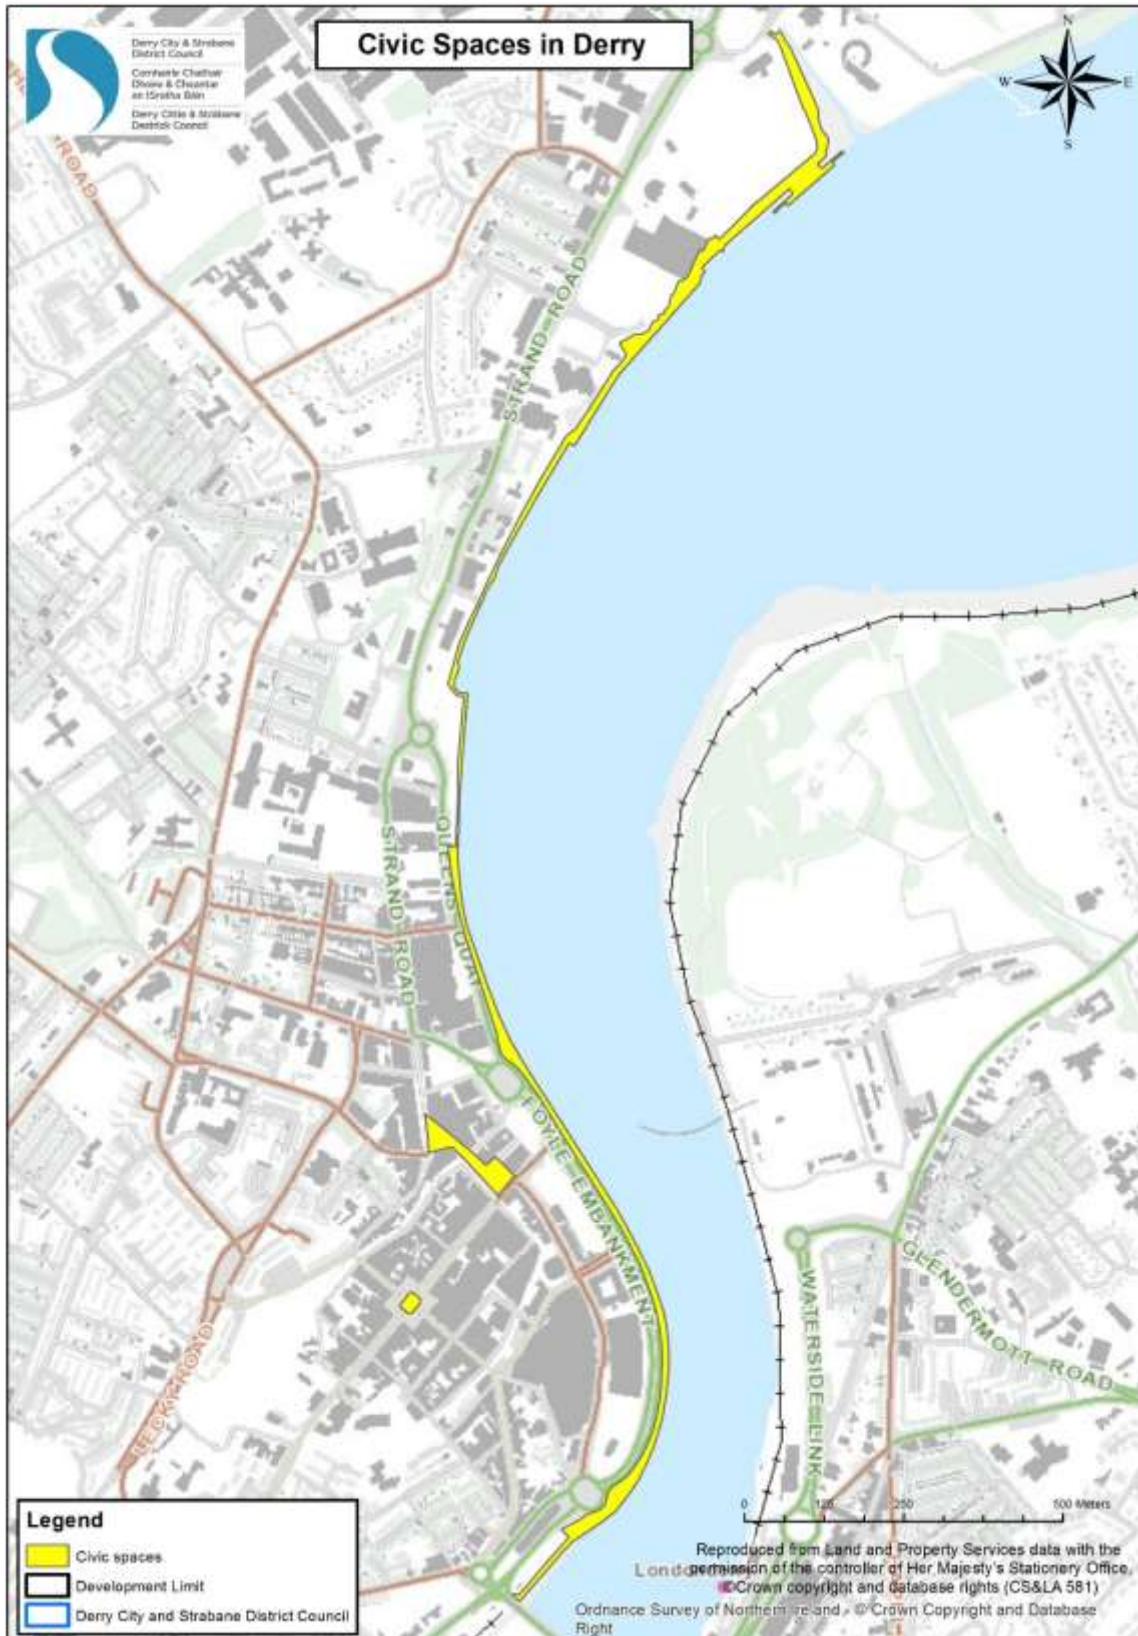 Derry City & Strabane
District Council
Comhairle Chathair
Dhoire & Cheantar
an tSratha Báin
Derry Cittie & Strábane
Destrick Cooncil
Civic Spaces in Derry
N
W
E
S
ROAD
STRAND ROAD
QUEENS QUAY
STRAND ROAD
FOYLE EMBANKMENT
LECKY ROAD
WATERSIDE LINK
GLENDERMOTT ROAD
Legend
Civic spaces
Development Limit
Derry City and Strabane District Council
0 125 250 500 Meters
Reproduced from Land and Property Services data with the
permission of the controller of Her Majesty's Stationery Office,
©Crown copyright and database rights (CS&LA 581)
Ordnance Survey of Northern Ireland - © Crown Copyright and Database
Right